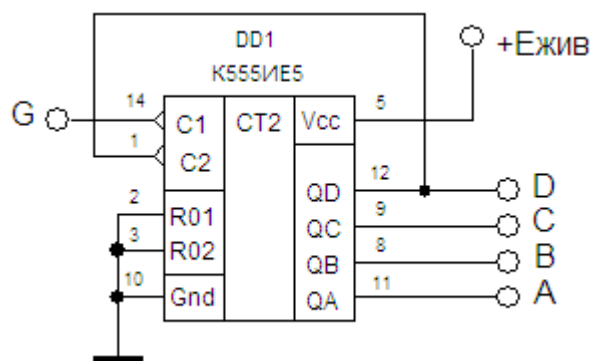 DD1
К555ИЕ5
+Eжив
G
14
C1
CT2
Vcc
5
1
C2
2
R01
QD
12
D
3
R02
QC
9
C
QB
8
B
10
Gnd
QA
11
A